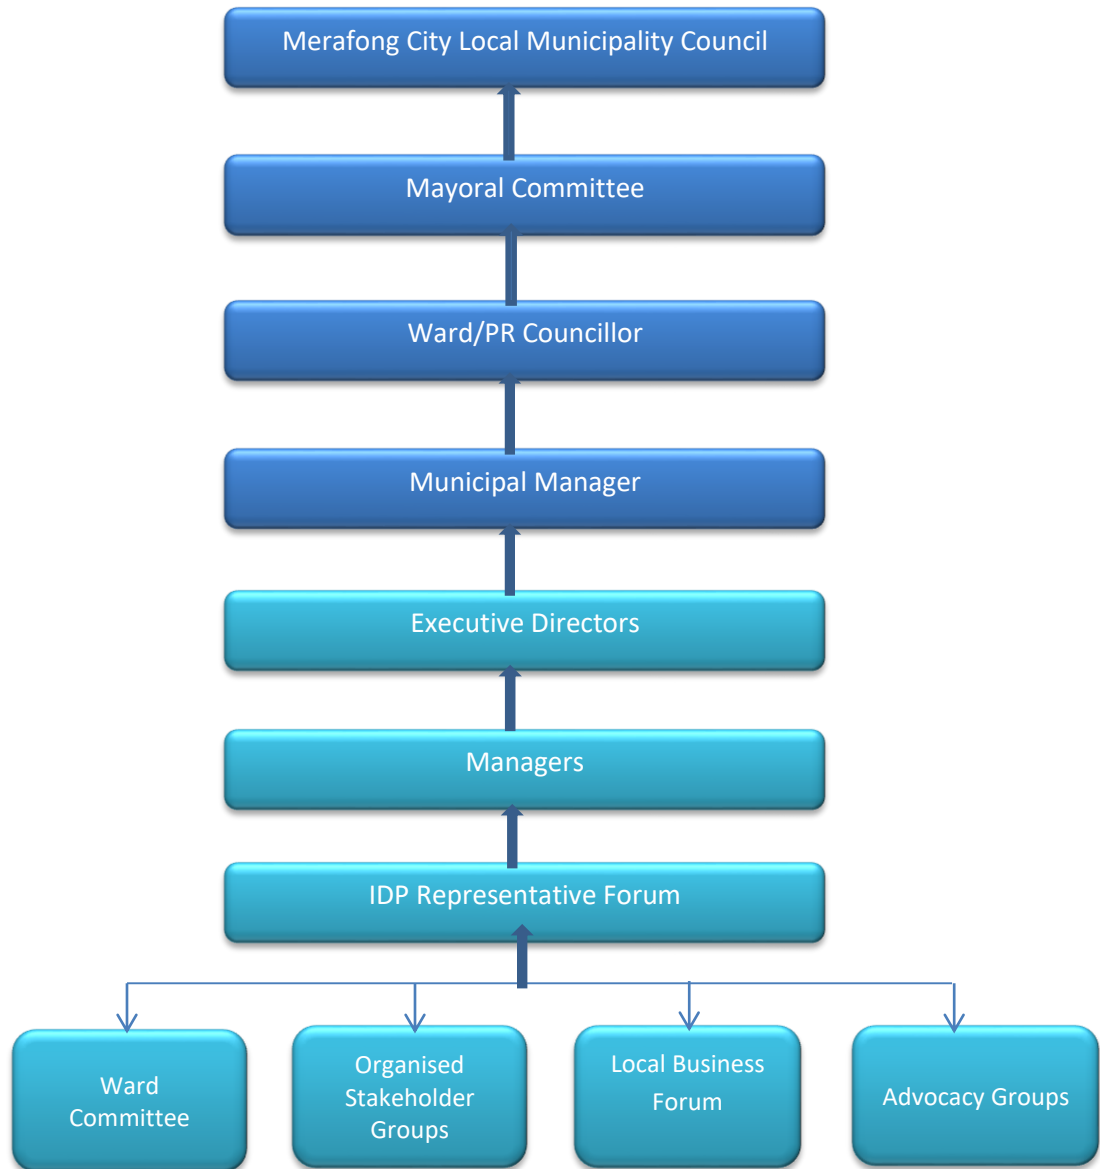 Merafong City Local Municipality Council
Mayoral Committee
Ward/PR Councillor
Municipal Manager
Executive Directors
Managers
IDP Representative Forum
Ward
Committee
Organised
Stakeholder
Groups
Local Business
Forum
Advocacy Groups